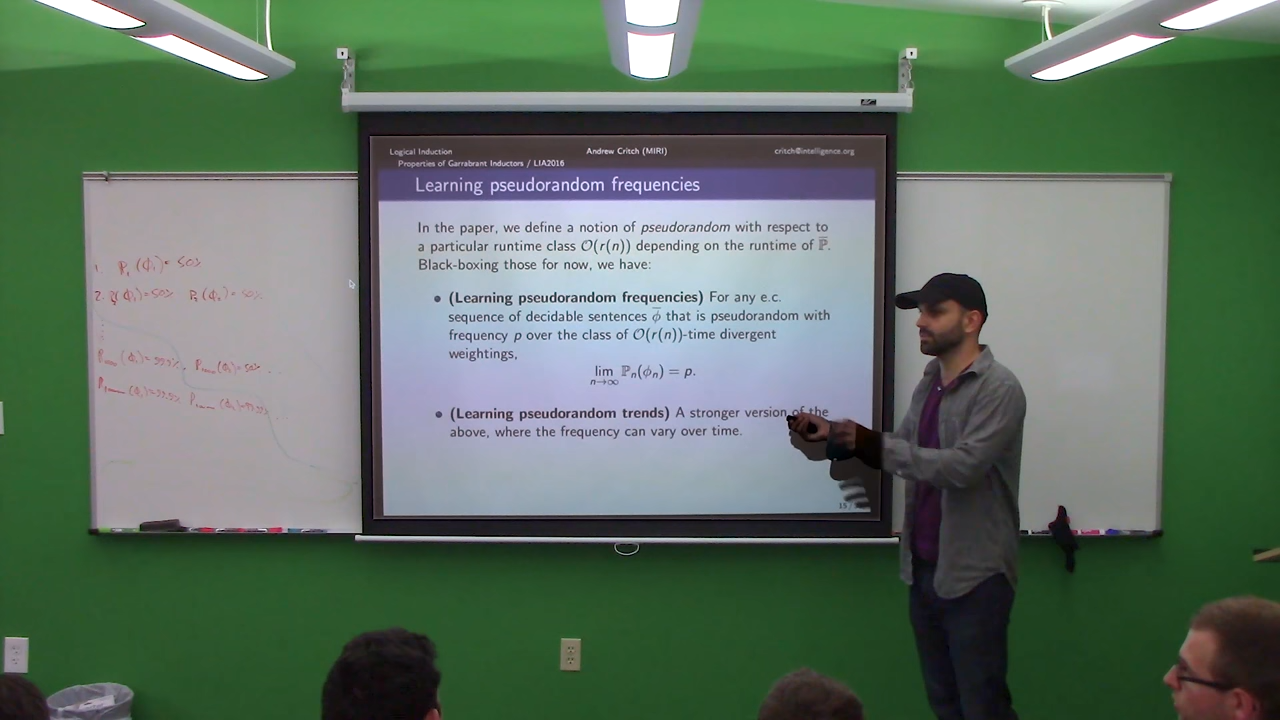 Logical Induction
Andrew Critch (MIRI)
critch@intelligence.org
Properties of Garrabrant Inductors / LIA2016
Learning pseudorandom frequencies
In the paper, we define a notion of pseudorandom with respect to
a particular runtime class 𝒪(r(n)) depending on the runtime of ℙ̅.
Black-boxing those for now, we have:
• (Learning pseudorandom frequencies) For any e.c.
sequence of decidable sentences ϕ̅ that is pseudorandom with
frequency p over the class of 𝒪(r(n))-time divergent
weightings,
lim n→∞ ℙn(ϕn) = p.
• (Learning pseudorandom trends) A stronger version of the
above, where the frequency can vary over time.
15
1. ℙ₁(ϕ₁)=50%
2. ℙ₂(ϕ₁)=50% ℙ₂(ϕ₂)=50%